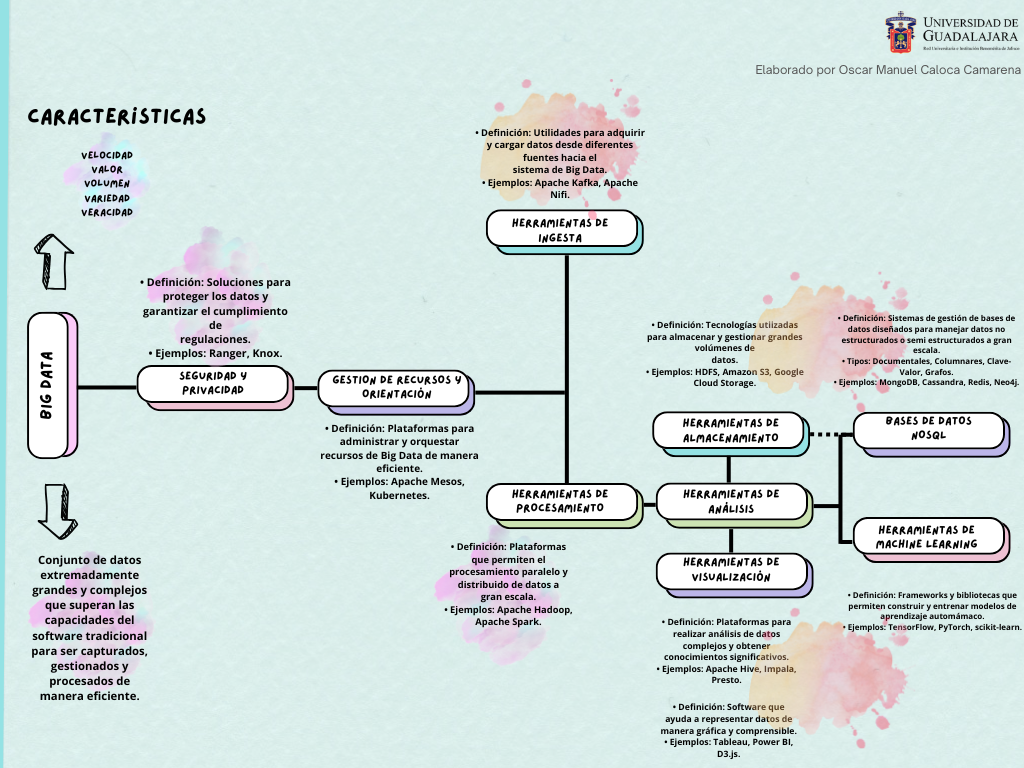 UNIVERSIDAD DE
GUADALAJARA
Red Universitaria e Institución Benemérita de Jalisco
Elaborado por Oscar Manuel Caloca Camarena
CARACTERÍSTICAS
VELOCIDAD
VALOR
VOLUMEN
VARIEDAD
VERACIDAD
BIG DATA
Conjunto de datos
extremadamente
grandes y complejos
que superan las
capacidades del
software tradicional
para ser capturados,
gestionados y
procesados de
manera eficiente.
• Definición: Soluciones para
proteger los datos y
garantizar el cumplimiento
de
regulaciones.
• Ejemplos: Ranger, Knox.
SEGURIDAD Y
PRIVACIDAD
GESTION DE RECURSOS Y
ORIENTACIÓN
• Definición: Plataformas para
administrar y orquestar
recursos de Big Data de manera
eficiente.
• Ejemplos: Apache Mesos,
Kubernetes.
• Definición: Utilidades para adquirir
y cargar datos desde diferentes
fuentes hacia el
sistema de Big Data.
• Ejemplos: Apache Kafka, Apache
Nifi.
HERRAMIENTAS DE
INGESTA
HERRAMIENTAS DE
PROCESAMIENTO
• Definición: Plataformas
que permiten el
procesamiento paralelo y
distribuido de datos a
gran escala.
• Ejemplos: Apache Hadoop,
Apache Spark.
• Definición: Tecnologías utiizadas
para almacenar y gestionar grandes
volúmenes de
datos.
• Ejemplos: HDFS, Amazon S3, Google
Cloud Storage.
HERRAMIENTAS DE
ALMACENAMIENTO
HERRAMIENTAS DE
ANÁLISIS
HERRAMIENTAS DE
VISUALIZACIÓN
• Definición: Plataformas para
realizar análisis de datos
complejos y obtener
conocimientos significativos.
• Ejemplos: Apache Hive, Impala,
Presto.
• Definición: Software que
ayuda a representar datos de
manera gráfica y comprensible.
• Ejemplos: Tableau, Power BI,
D3.js.
• Definición: Sistemas de gestión de bases de
datos diseñados para manejar datos no
estructurados o semi estructurados a gran
escala.
• Tipos: Documentales, Columnares, Clave-
Valor, Grafos.
• Ejemplos: MongoDB, Cassandra, Redis, Neo4j.
BASES DE DATOS
NOSQL
HERRAMIENTAS DE
MACHINE LEARNING
• Definición: Frameworks y bibliotecas que
permiten construir y entrenar modelos de
aprendizaje automámaco.
• Ejemplos: TensorFlow, PyTorch, scikit-learn.